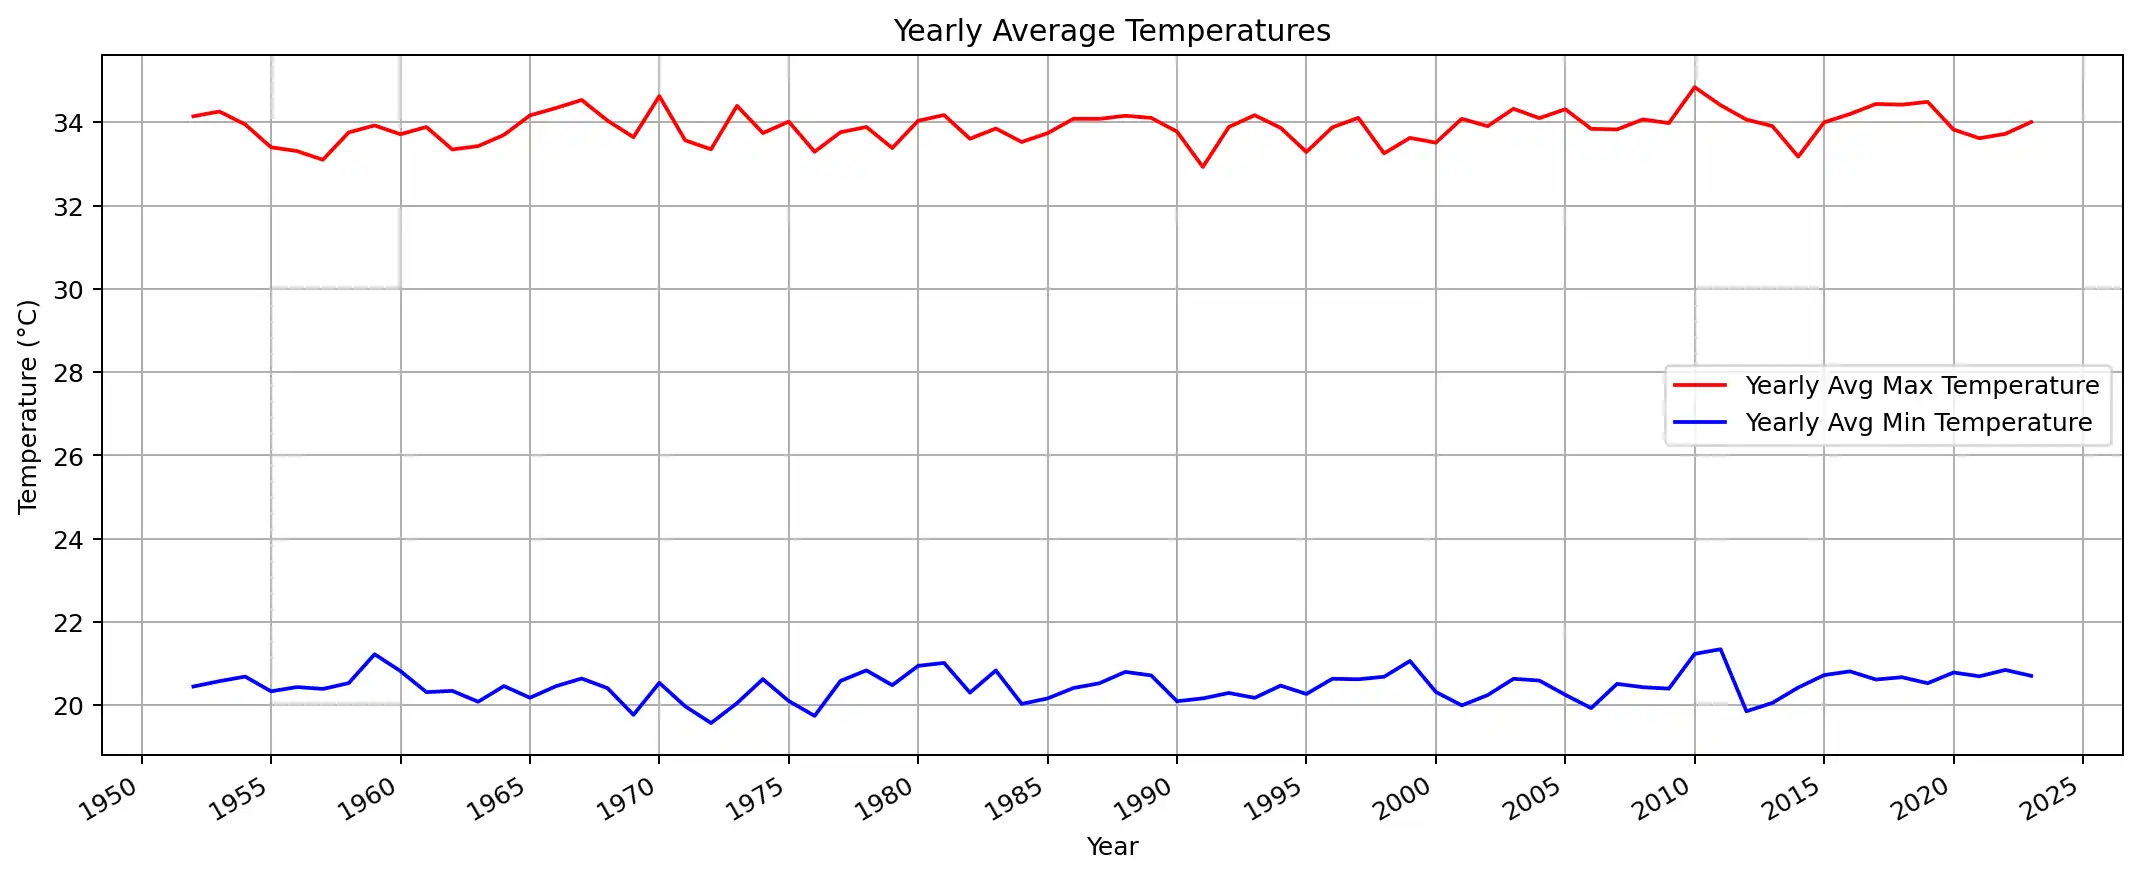 Yearly Average Temperatures
Temperature (°C)
34
32
30
28
26
24
22
20
Yearly Avg Max Temperature
Yearly Avg Min Temperature
1950 1955 1960 1965 1970 1975 1980 1985 1990 1995 2000 2005 2010 2015 2020 2025
Year